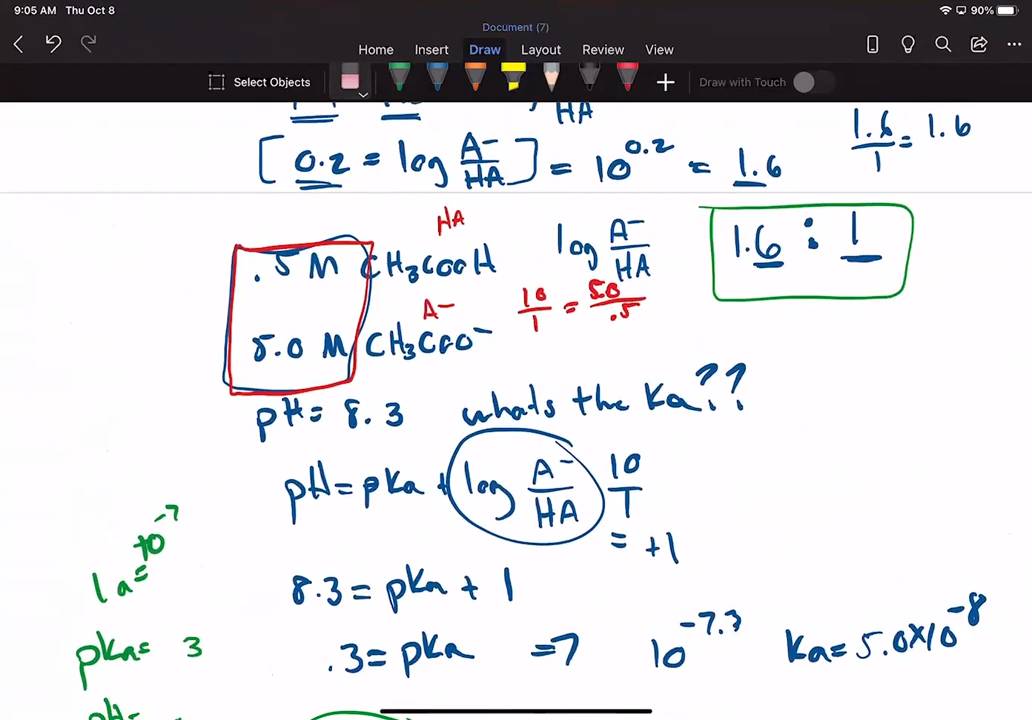 9:05 AM Thu Oct 8 90%
Document (7)
Home Insert Draw Layout Review View
Select Objects Draw with Touch
HA
[0.2 = log A-/HA] = 10^0.2 = 1.6
1.6/1 = 1.6
HA
.5 M CH3COOH log A-/HA 1.6 : 1
A- 10/1 = 5.0/.5
5.0 M CH3COO-
pH = 8.3 whats the Ka??
pH = pKa + log A-/HA 10/1
= +1
10^-7
8.3 = pKa + 1
pKa = 3 .3 = pKa = 7 10^-7.3 Ka = 5.0x10^-8
pH =